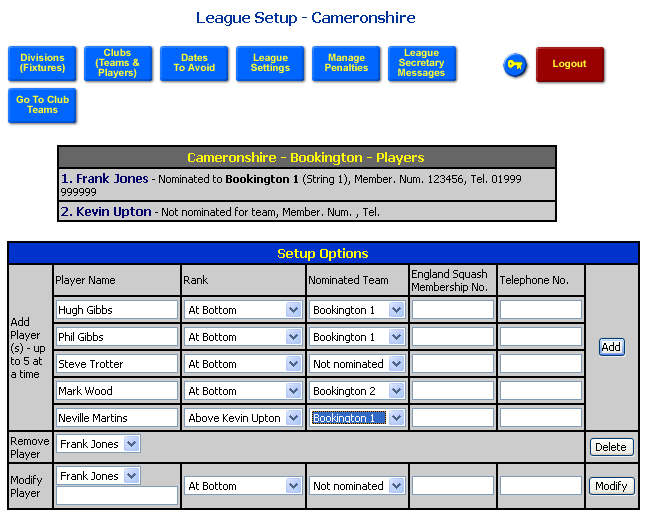 League Setup - Cameronshire
Divisions (Fixtures)
Clubs (Teams & Players)
Dates To Avoid
League Settings
Manage Penalties
League Secretary Messages
Logout
Go To Club Teams
Cameronshire - Bookington - Players
1. Frank Jones - Nominated to Bookington 1 (String 1), Member. Num. 123456, Tel. 01999
999999
2. Kevin Upton - Not nominated for team, Member. Num. , Tel.
Setup Options
Add Player (s) - up to 5 at a time
Player Name Rank Nominated Team England Squash Membership No. Telephone No.
Hugh Gibbs At Bottom Bookington 1
Phil Gibbs At Bottom Bookington 1
Steve Trotter At Bottom Not nominated
Mark Wood At Bottom Bookington 2
Neville Martins Above Kevin Upton Bookington 1
Add
Remove Player Frank Jones Delete
Modify Player Frank Jones At Bottom Not nominated Modify